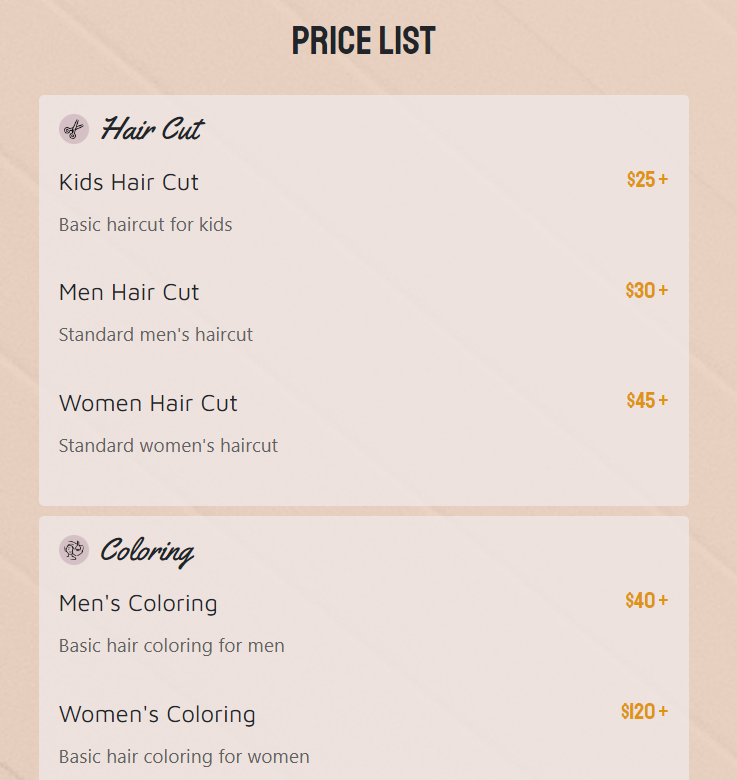 PRICE LIST
Hair Cut
Kids Hair Cut $25+
Basic haircut for kids
Men Hair Cut $30+
Standard men's haircut
Women Hair Cut $45+
Standard women's haircut
Coloring
Men's Coloring $40+
Basic hair coloring for men
Women's Coloring $120+
Basic hair coloring for women